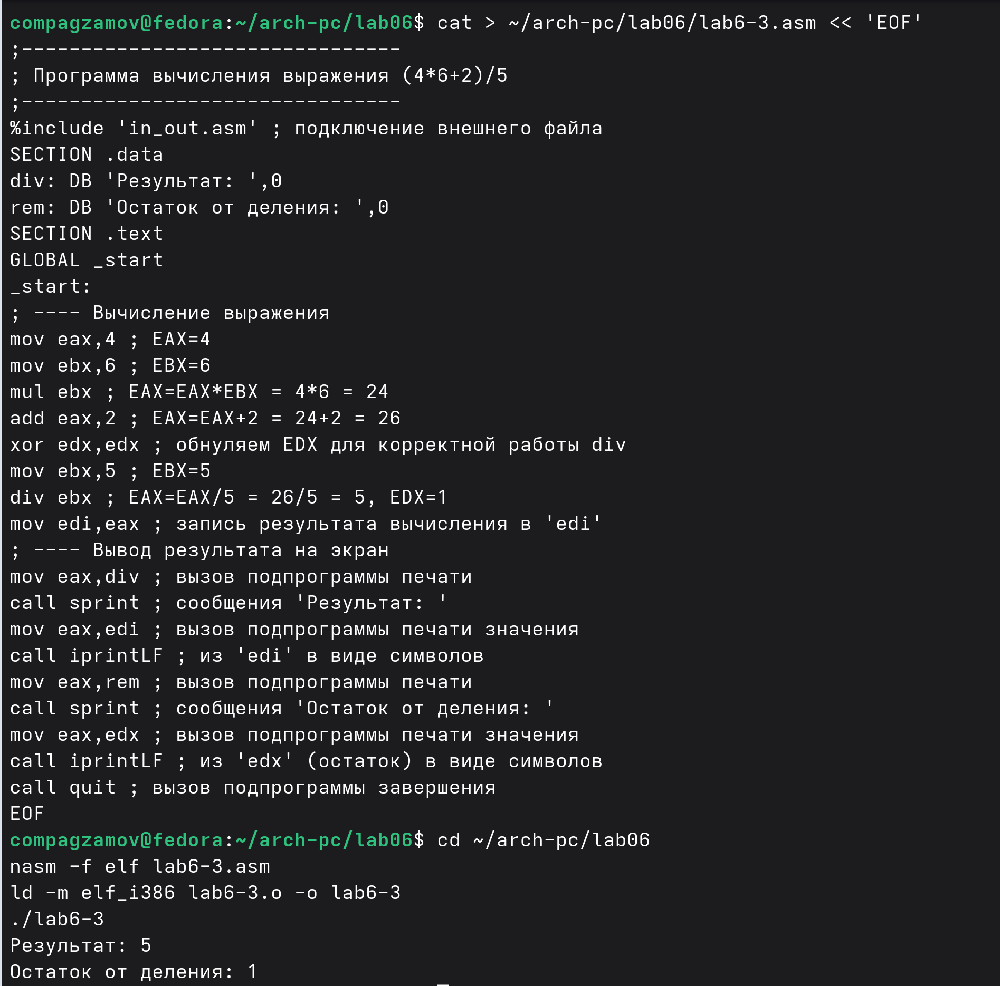 compagzamov@fedora:~/arch-pc/lab06$ cat > ~/arch-pc/lab06/lab6-3.asm << 'EOF'
;--------------------------------
; Программа вычисления выражения (4*6+2)/5
;--------------------------------
%include 'in_out.asm' ; подключение внешнего файла
SECTION .data
div: DB 'Результат: ',0
rem: DB 'Остаток от деления: ',0
SECTION .text
GLOBAL _start
_start:
; ---- Вычисление выражения
mov eax,4 ; EAX=4
mov ebx,6 ; EBX=6
mul ebx ; EAX=EAX*EBX = 4*6 = 24
add eax,2 ; EAX=EAX+2 = 24+2 = 26
xor edx,edx ; обнуляем EDX для корректной работы div
mov ebx,5 ; EBX=5
div ebx ; EAX=EAX/5 = 26/5 = 5, EDX=1
mov edi,eax ; запись результата вычисления в 'edi'
; ---- Вывод результата на экран
mov eax,div ; вызов подпрограммы печати
call sprint ; сообщения 'Результат: '
mov eax,edi ; вызов подпрограммы печати значения
call iprintLF ; из 'edi' в виде символов
mov eax,rem ; вызов подпрограммы печати
call sprint ; сообщения 'Остаток от деления: '
mov eax,edx ; вызов подпрограммы печати значения
call iprintLF ; из 'edx' (остаток) в виде символов
call quit ; вызов подпрограммы завершения
EOF
compagzamov@fedora:~/arch-pc/lab06$ cd ~/arch-pc/lab06
nasm -f elf lab6-3.asm
ld -m elf_i386 lab6-3.o -o lab6-3
./lab6-3
Результат: 5
Остаток от деления: 1